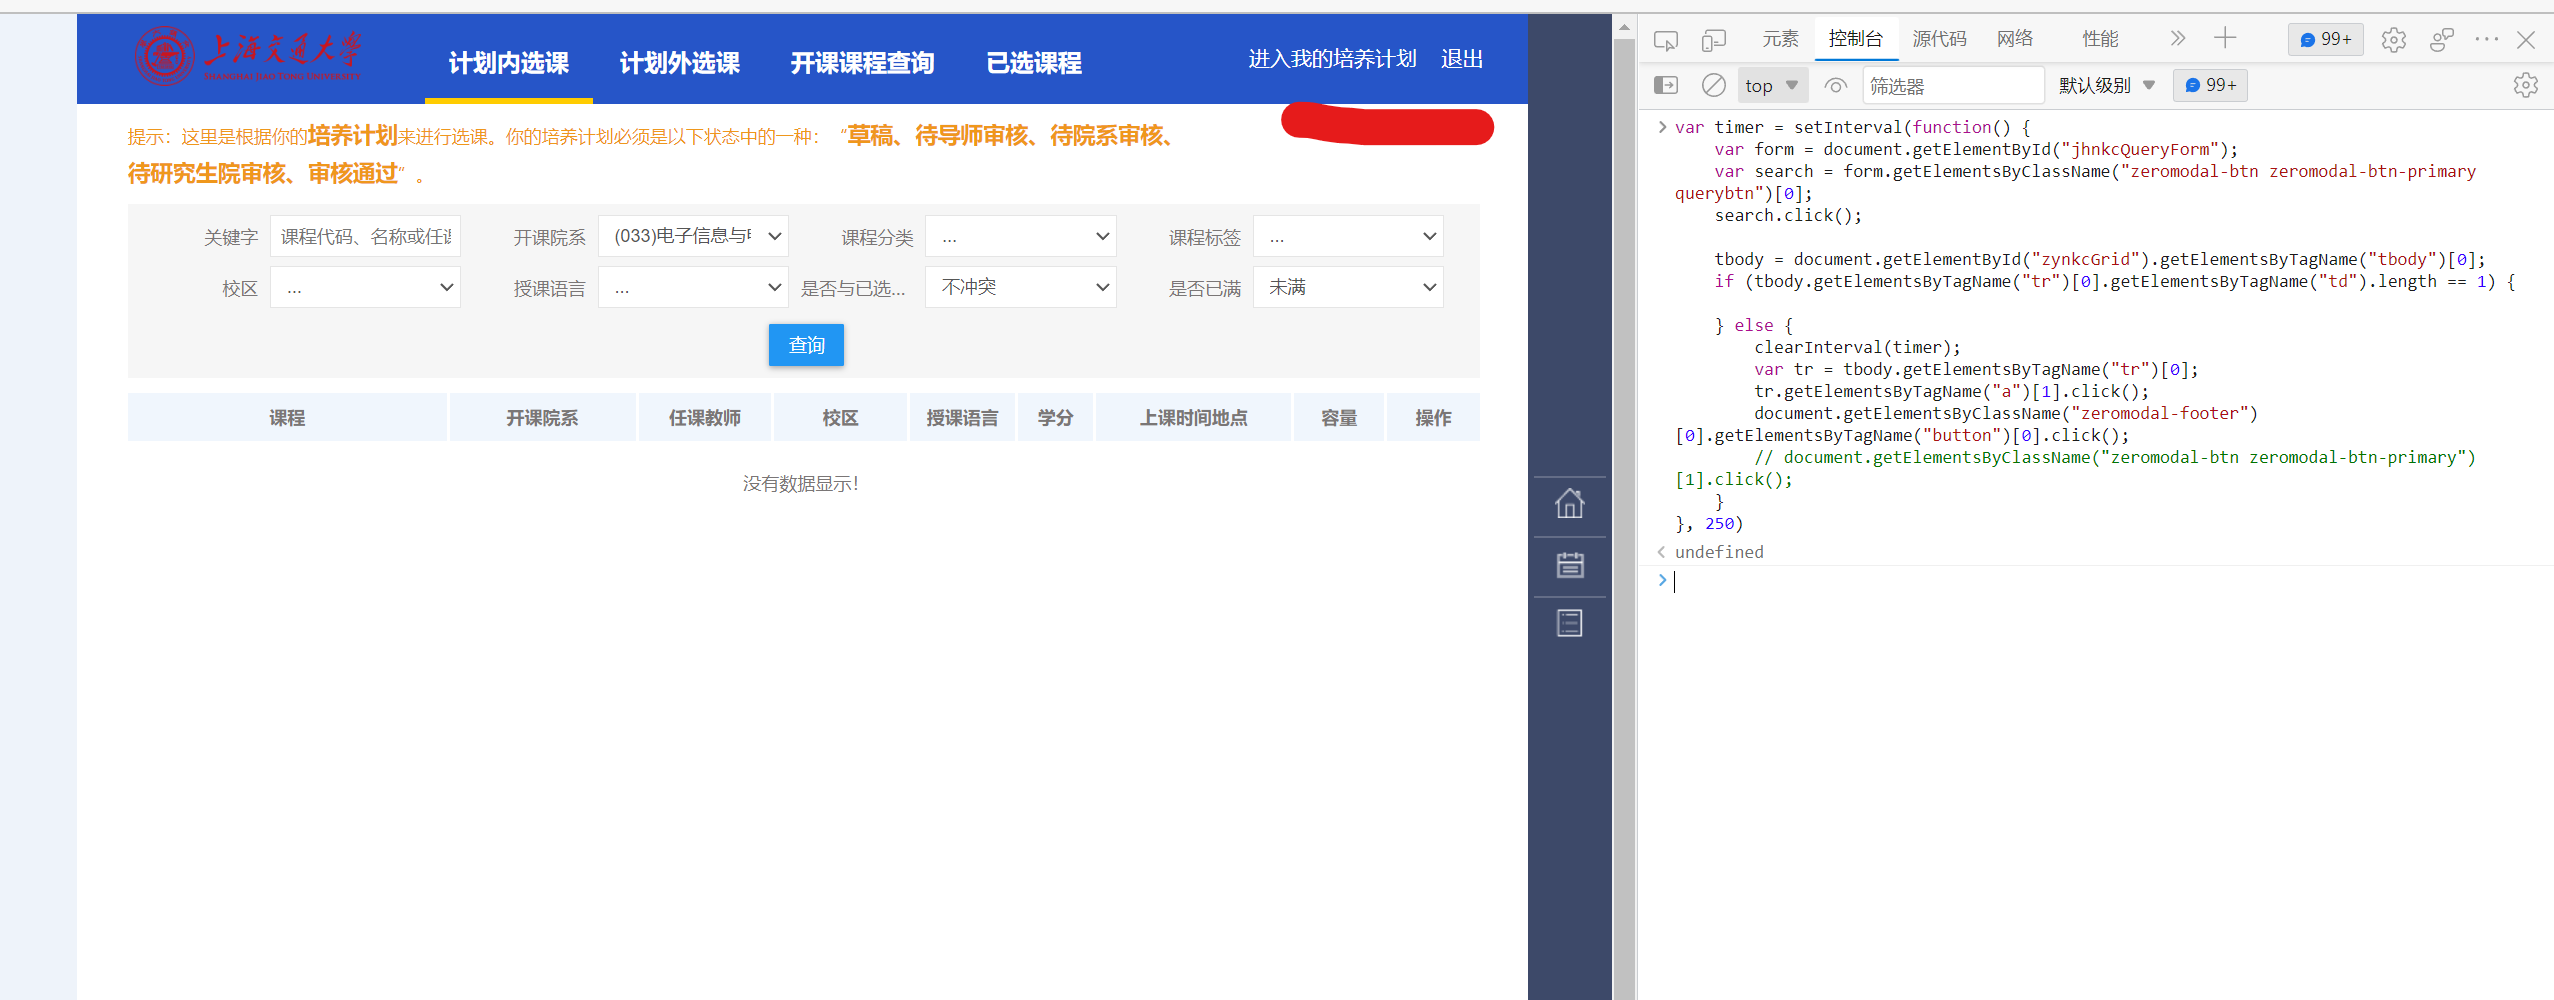 上海交通大学
SHANGHAI JIAO TONG UNIVERSITY
计划内选课 计划外选课 开课课程查询 已选课程 进入我的培养计划 退出
提示：这里是根据你的培养计划来进行选课。你的培养计划必须是以下状态中的一种：“草稿、待导师审核、待院系审核、
待研究生院审核、审核通过”。
关键字 课程代码、名称或任课 开课院系 (033)电子信息与电 课程分类 ... 课程标签 ...
校区 ... 授课语言 ... 是否与已选... 不冲突 是否已满 未满
查询
课程 开课院系 任课教师 校区 授课语言 学分 上课时间地点 容量 操作
没有数据显示！
元素 控制台 源代码 网络 性能 99+
top 筛选器 默认级别 99+
var timer = setInterval(function() {
    var form = document.getElementById("jhnkcQueryForm");
    var search = form.getElementsByClassName("zeromodal-btn zeromodal-btn-primary
querybtn")[0];
    search.click();
    tbody = document.getElementById("zynkcGrid").getElementsByTagName("tbody")[0];
    if (tbody.getElementsByTagName("tr")[0].getElementsByTagName("td").length == 1) {
    } else {
        clearInterval(timer);
        var tr = tbody.getElementsByTagName("tr")[0];
        tr.getElementsByTagName("a")[1].click();
        document.getElementsByClassName("zeromodal-footer")
[0].getElementsByTagName("button")[0].click();
        // document.getElementsByClassName("zeromodal-btn zeromodal-btn-primary")
[1].click();
    }
}, 250)
undefined